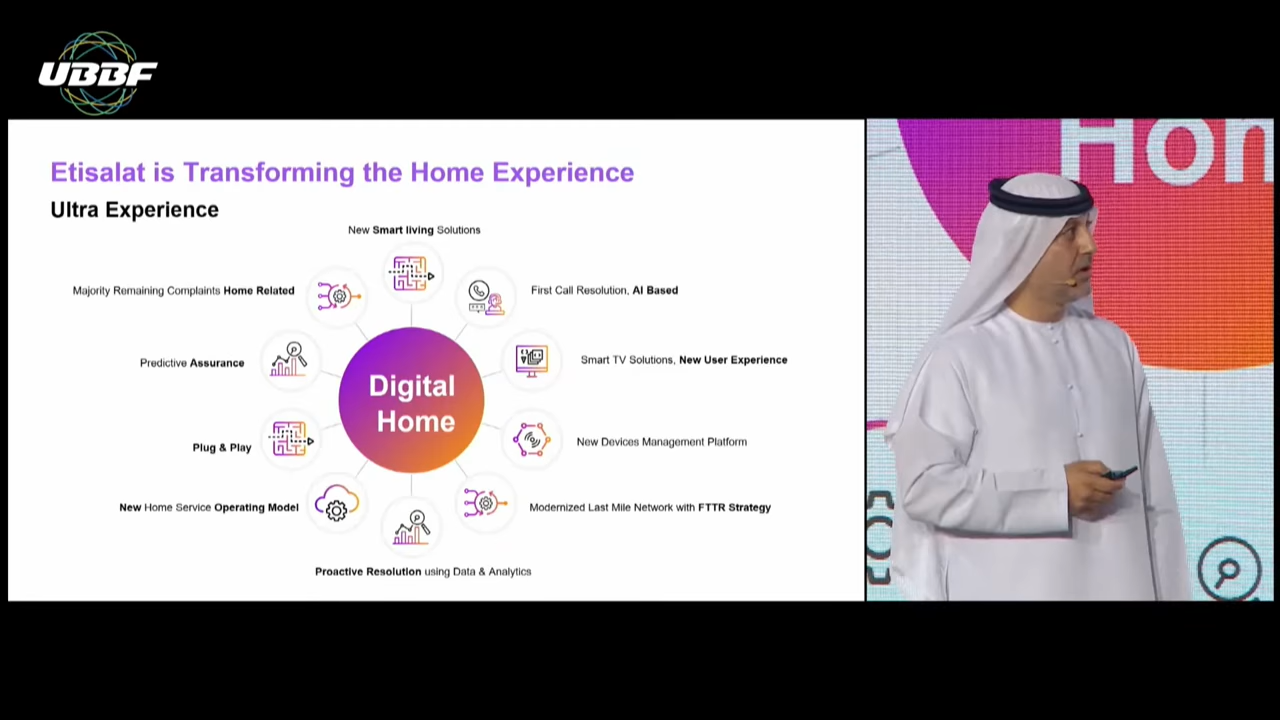 UBBF
Etisalat is Transforming the Home Experience
Ultra Experience
New Smart living Solutions
Majority Remaining Complaints Home Related
First Call Resolution, AI Based
Predictive Assurance
Smart TV Solutions, New User Experience
Digital
Home
Plug & Play
New Devices Management Platform
New Home Service Operating Model
Modernized Last Mile Network with FTTR Strategy
Proactive Resolution using Data & Analytics
Hom